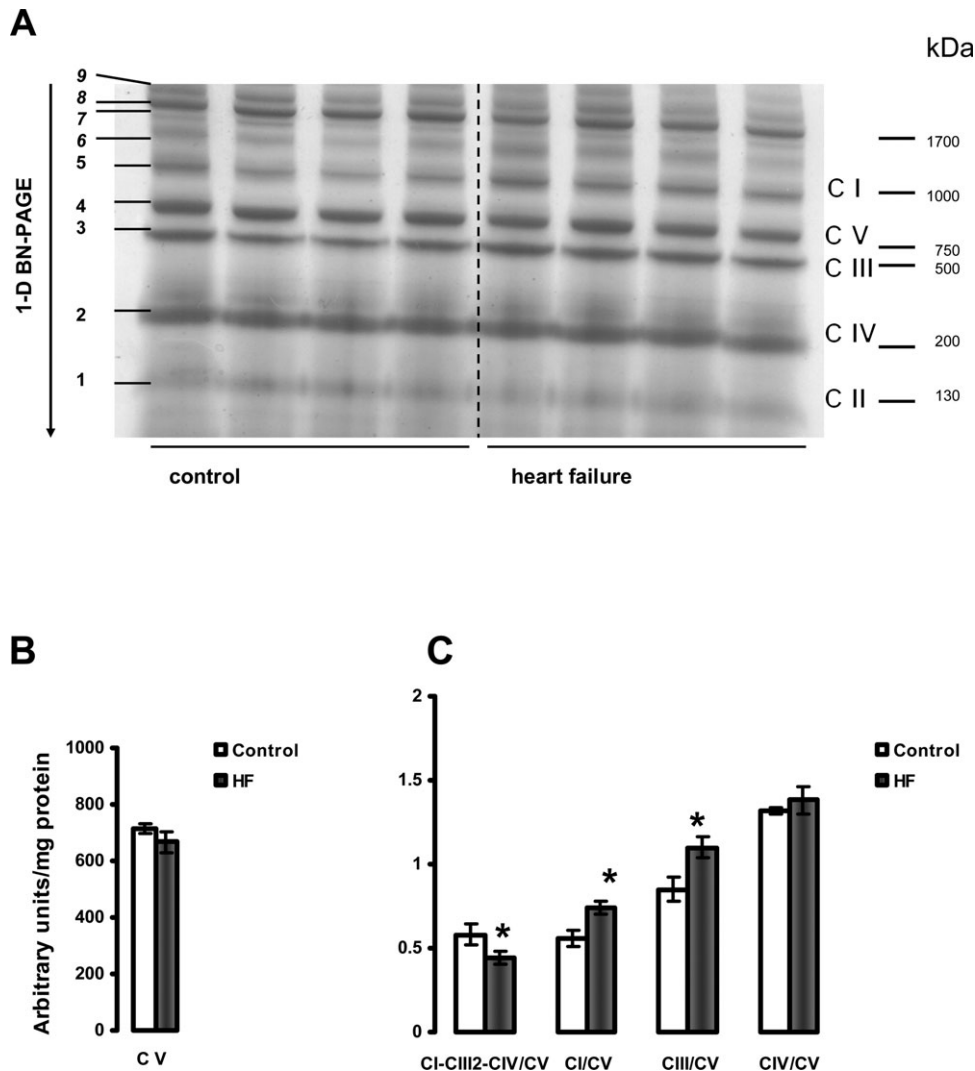 A
kDa
1-D BN-PAGE
9
8
7
6
5
4
3
2
1
C I
C V
C III
C IV
C II
1700
1000
750
500
200
130
control
heart failure
B
Arbitrary units/mg protein
1000
800
600
400
200
0
C V
Control
HF
C
2
1.5
1
0.5
0
*
*
*
CI-CIII2-CIV/CV
CI/CV
CIII/CV
CIV/CV
Control
HF